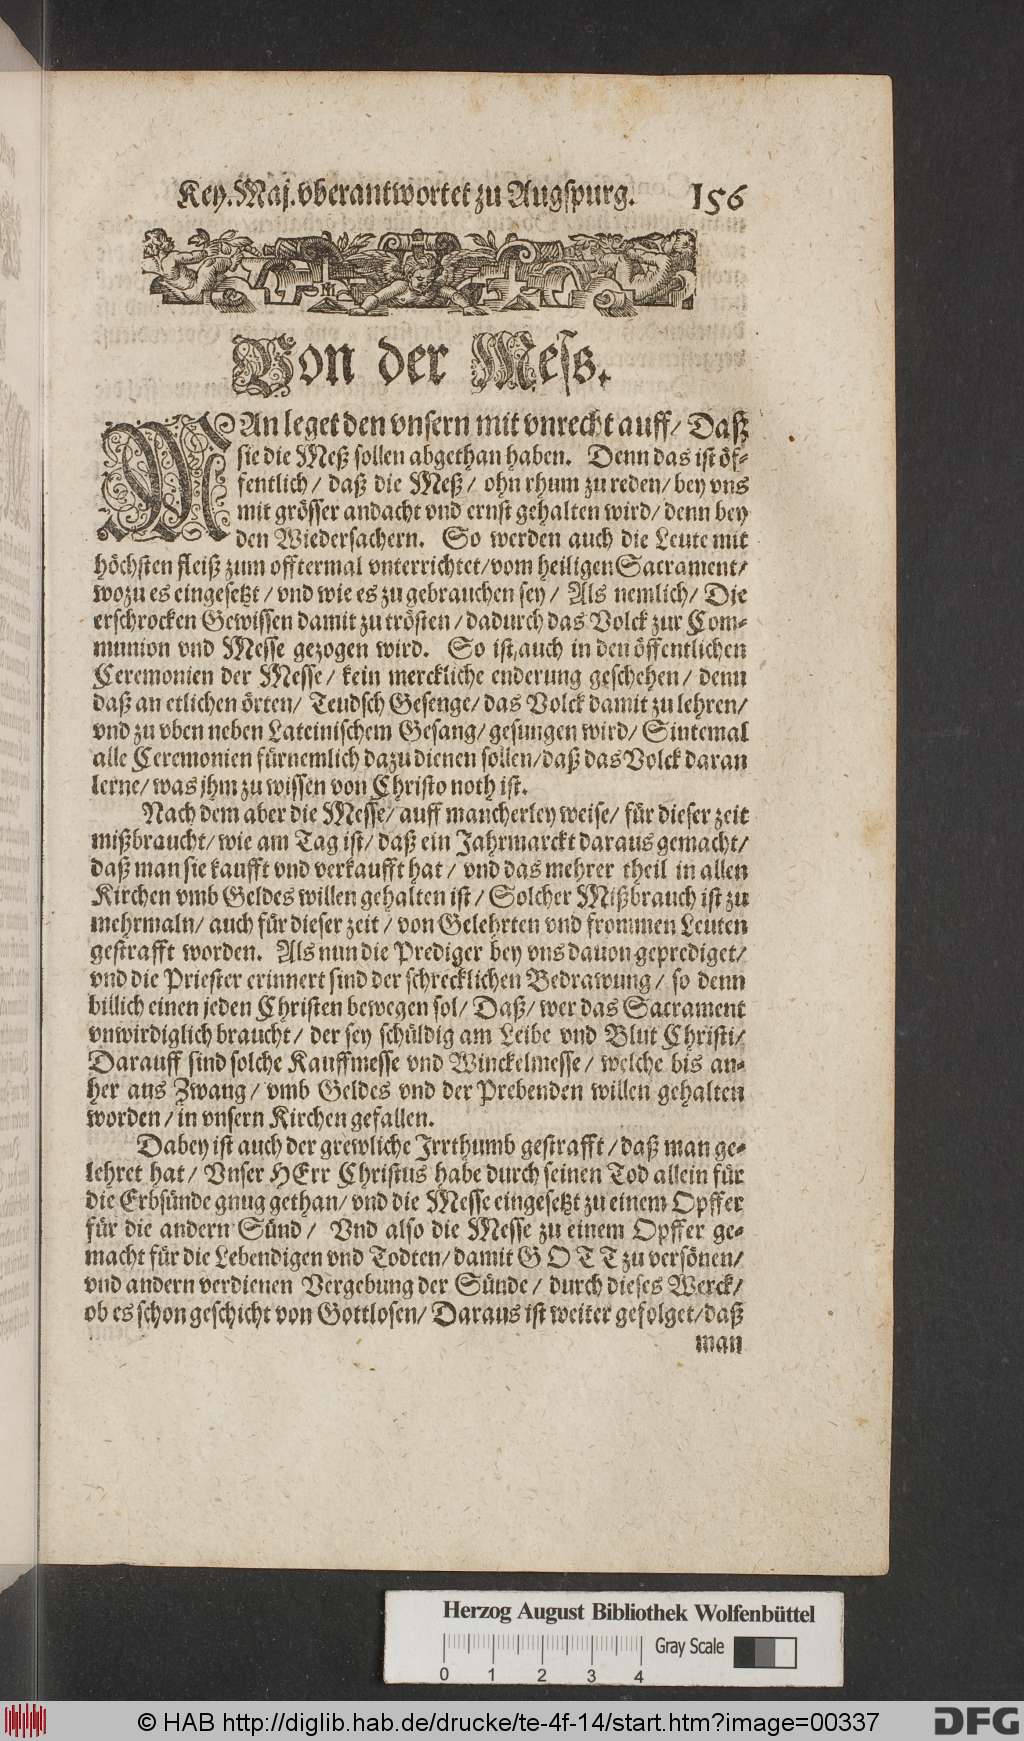 Key. Maj. vberantwortet zu Augspurg. 156
Von der Mess.
MAn leget den vnsern mit vnrecht auff/ Daß
sie die Meß sollen abgethan haben. Denn das ist öf-
fentlich/ daß die Meß/ ohn rhum zu reden/ bey vns
mit grösser andacht vnd ernst gehalten wird/ denn bey
den Wiedersachern. So werden auch die Leute mit
höchsten fleiß zum offtermal vnterrichtet/ vom heiligen Sacrament/
wozu es eingesetzt/ vnd wie es zu gebrauchen sey/ Als nemlich/ Die
erschrocken Gewissen damit zu trösten/ dadurch das Volck zur Com-
munion vnd Messe gezogen wird. So ist auch in den öffentlichen
Ceremonien der Messe/ kein merckliche enderung geschehen/ denn
daß an etlichen örten/ Teudsch Gesenge/ das Volck damit zu lehren/
vnd zu vben neben Lateinischem Gesang/ gesungen wird/ Sintemal
alle Ceremonien fürnemlich dazu dienen sollen/ daß das Volck daran
lerne/ was jhm zu wissen von Christo noth ist.
Nach dem aber die Messe/ auff mancherley weise/ für dieser zeit
mißbraucht/ wie am Tag ist/ daß ein Jahrmarckt daraus gemacht/
daß man sie kaufft vnd verkaufft hat/ vnd das mehrer theil in allen
Kirchen vmb Geldes willen gehalten ist/ Solcher Mißbrauch ist zu
mehrmaln/ auch für dieser zeit/ von Gelehrten vnd frommen Leuten
gestrafft worden. Als nun die Prediger bey vns dauon geprediget/
vnd die Priester erinnert sind der schrecklichen Bedrawung/ so denn
billich einen jeden Christen bewegen sol/ Daß/ wer das Sacrament
vnwirdiglich braucht/ der sey schüldig am Leibe vnd Blut Christi/
Darauff sind solche Kauffmesse vnd Winckelmesse/ welche bis an-
her aus Zwang/ vmb Geldes vnd der Prebenden willen gehalten
worden/ in vnsern Kirchen gefallen.
Dabey ist auch der grewliche Jrrthumb gestrafft/ daß man ge-
lehret hat/ Vnser HErr Christus habe durch seinen Tod allein für
die Erbsünde gnug gethan/ vnd die Messe eingesetzt zu einem Opffer
für die andern Sünd/ Vnd also die Messe zu einem Opffer ge-
macht für die Lebendigen vnd Todten/ damit GOTT zu versönen/
vnd andern verdienen Vergebung der Sünde/ durch dieses Werck/
ob es schon geschicht von Gottlosen/ Daraus ist weiter gefolget/ daß
man
Herzog August Bibliothek Wolfenbüttel
0 1 2 3 4 Gray Scale
© HAB http://diglib.hab.de/drucke/te-4f-14/start.htm?image=00337
DFG